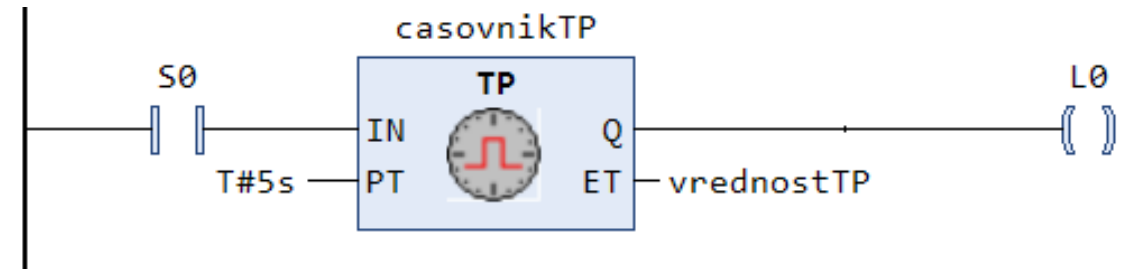 casovnikTP
S0
TP
L0
IN
Q
T#5s
PT
ET
vrednostTP